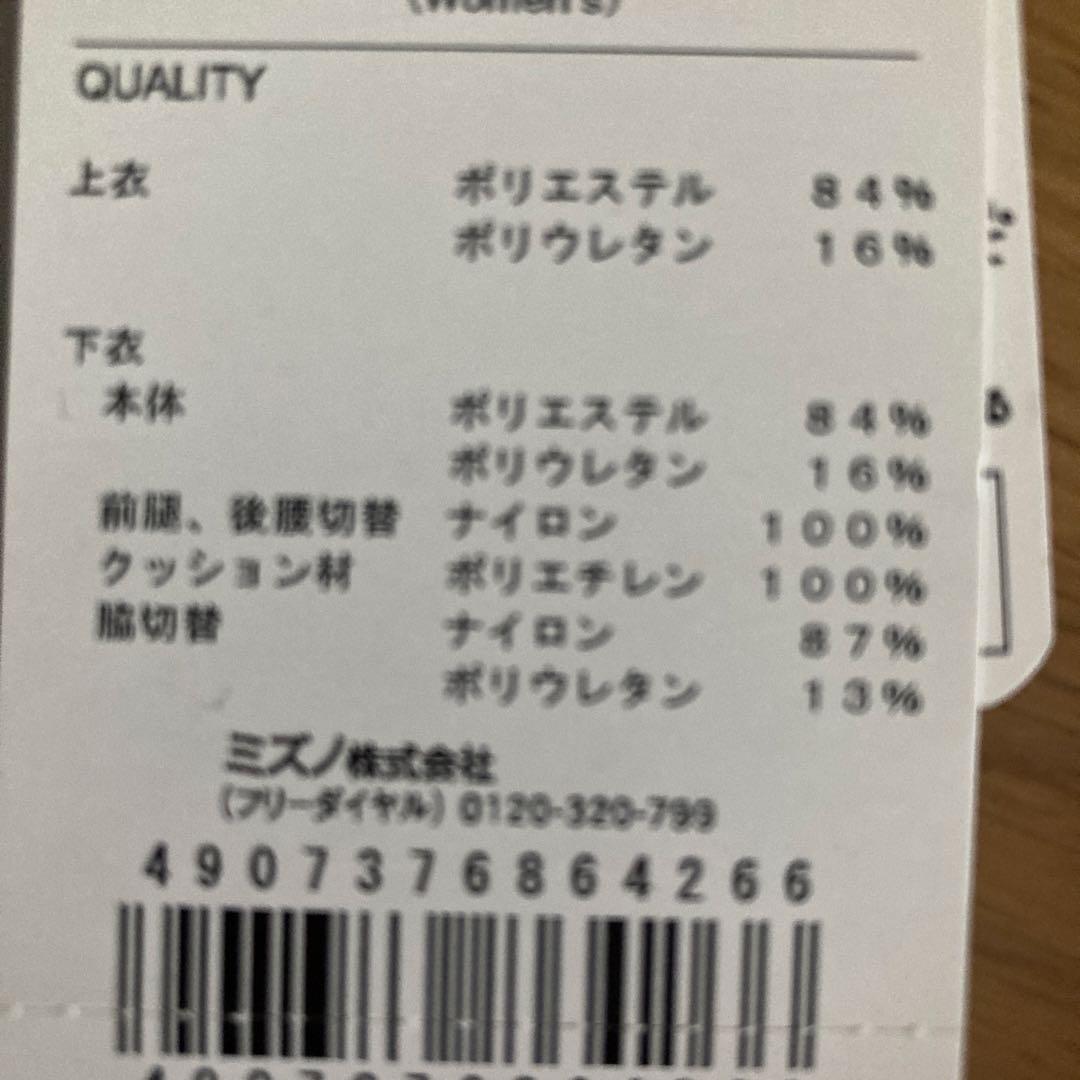 (Women's)
QUALITY
上衣 ポリエステル 84%
ポリウレタン 16%
下衣
本体 ポリエステル 84%
ポリウレタン 16%
前腿、後腰切替 ナイロン 100%
クッション材 ポリエチレン 100%
脇切替 ナイロン 87%
ポリウレタン 13%
ミズノ株式会社
(フリーダイヤル) 0120-320-799
4907376864266